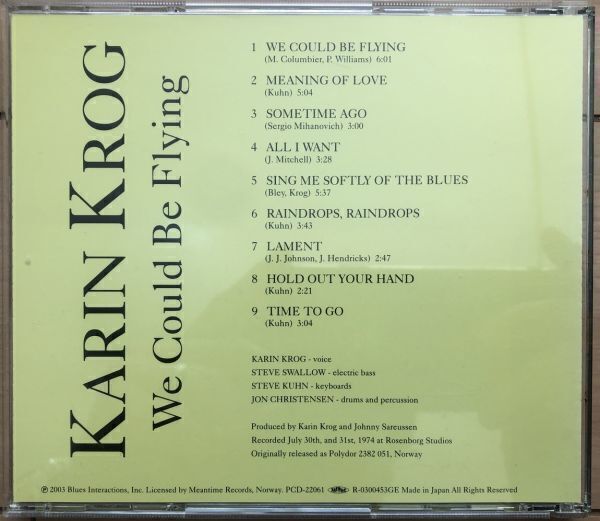 KARIN KROG
We Could Be Flying
1 WE COULD BE FLYING
(M. Columbier, P. Williams) 6:01
2 MEANING OF LOVE
(Kuhn) 5:04
3 SOMETIME AGO
(Sergio Mihanovich) 3:00
4 ALL I WANT
(J. Mitchell) 3:28
5 SING ME SOFTLY OF THE BLUES
(Bley, Krog) 5:37
6 RAINDROPS, RAINDROPS
(Kuhn) 3:43
7 LAMENT
(J. J. Johnson, J. Hendricks) 2:47
8 HOLD OUT YOUR HAND
(Kuhn) 2:21
9 TIME TO GO
(Kuhn) 3:04
KARIN KROG - voice
STEVE SWALLOW - electric bass
STEVE KUHN - keyboards
JON CHRISTENSEN - drums and percussion
Produced by Karin Krog and Johnny Sareussen
Recorded July 30th, and 31st, 1974 at Rosenborg Studios
Originally released as Polydor 2382 051, Norway
℗ 2003 Blues Interactions, Inc. Licensed by Meantime Records, Norway. PCD-22061 R-0300453GE Made in Japan All Rights Reserved